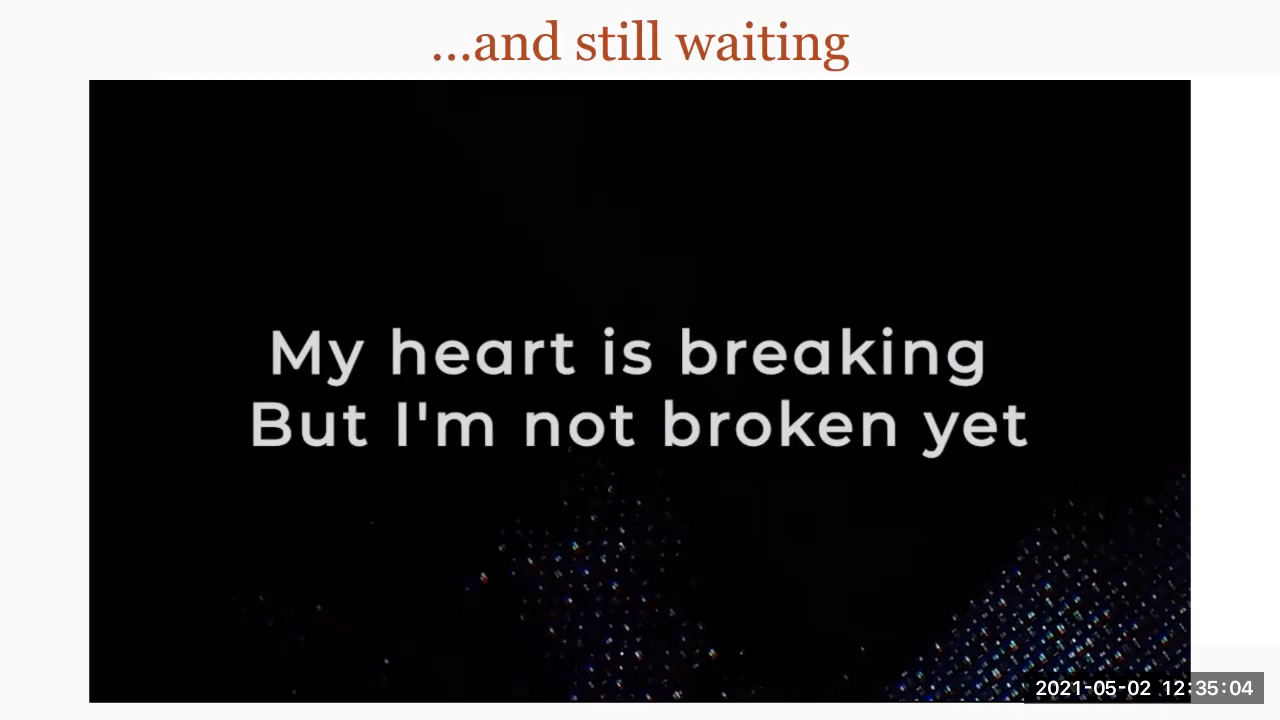 ...and still waiting
My heart is breaking
But I'm not broken yet
2021-05-02 12:35:04